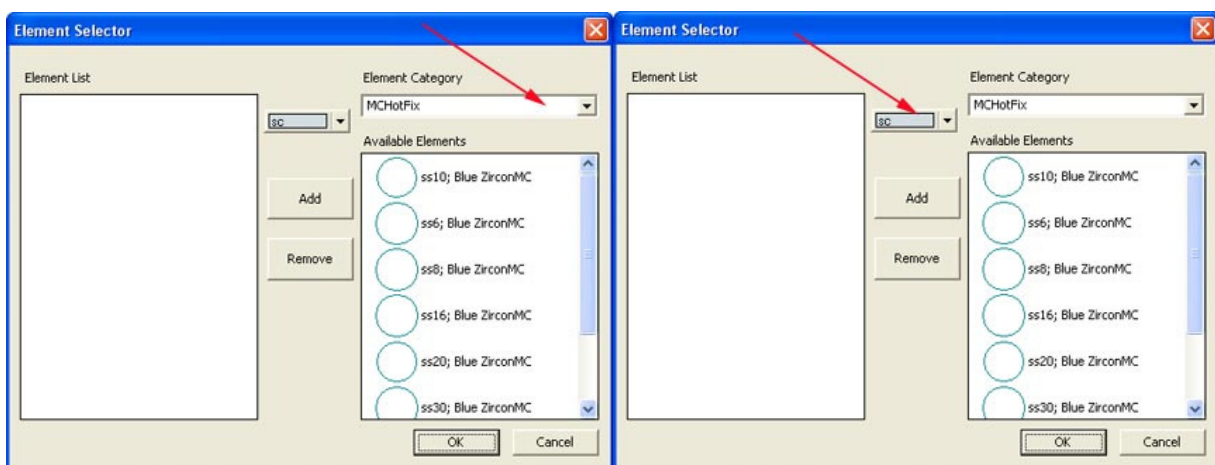 Element Selector
Element List
Element Category
MCHotFix
sc
Available Elements
ss10; Blue ZirconMC
Add
ss6; Blue ZirconMC
Remove
ss8; Blue ZirconMC
ss16; Blue ZirconMC
ss20; Blue ZirconMC
ss30; Blue ZirconMC
OK
Cancel
Element Selector
Element List
Element Category
MCHotFix
sc
Available Elements
ss10; Blue ZirconMC
Add
ss6; Blue ZirconMC
Remove
ss8; Blue ZirconMC
ss16; Blue ZirconMC
ss20; Blue ZirconMC
ss30; Blue ZirconMC
OK
Cancel